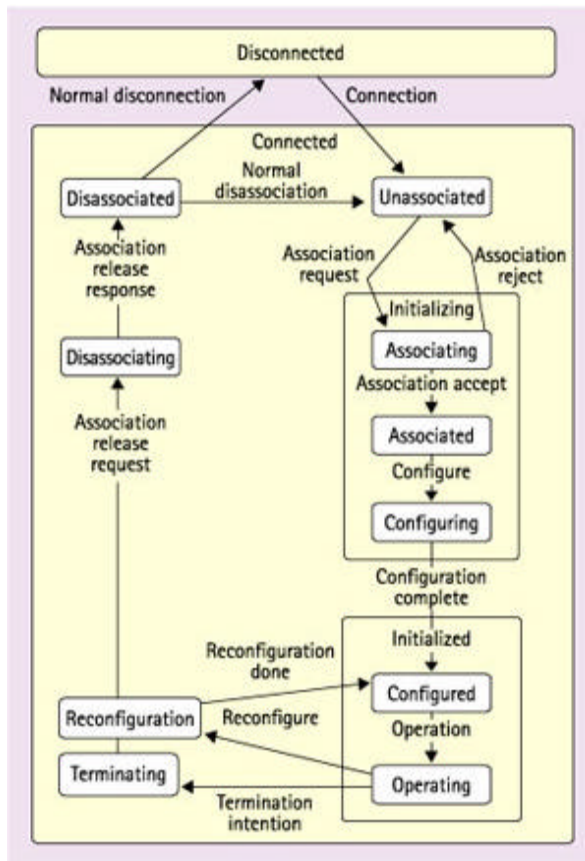 Disconnected
Normal disconnection
Connection
Connected
Disassociated
Normal
disassociation
Unassociated
Association
release
response
Association
request
Association
reject
Initializing
Disassociating
Associating
Association accept
Association
release
request
Associated
Configure
Configuring
Configuration
complete
Initialized
Reconfiguration
done
Configured
Reconfiguration
Reconfigure
Operation
Terminating
Operating
Termination
intention